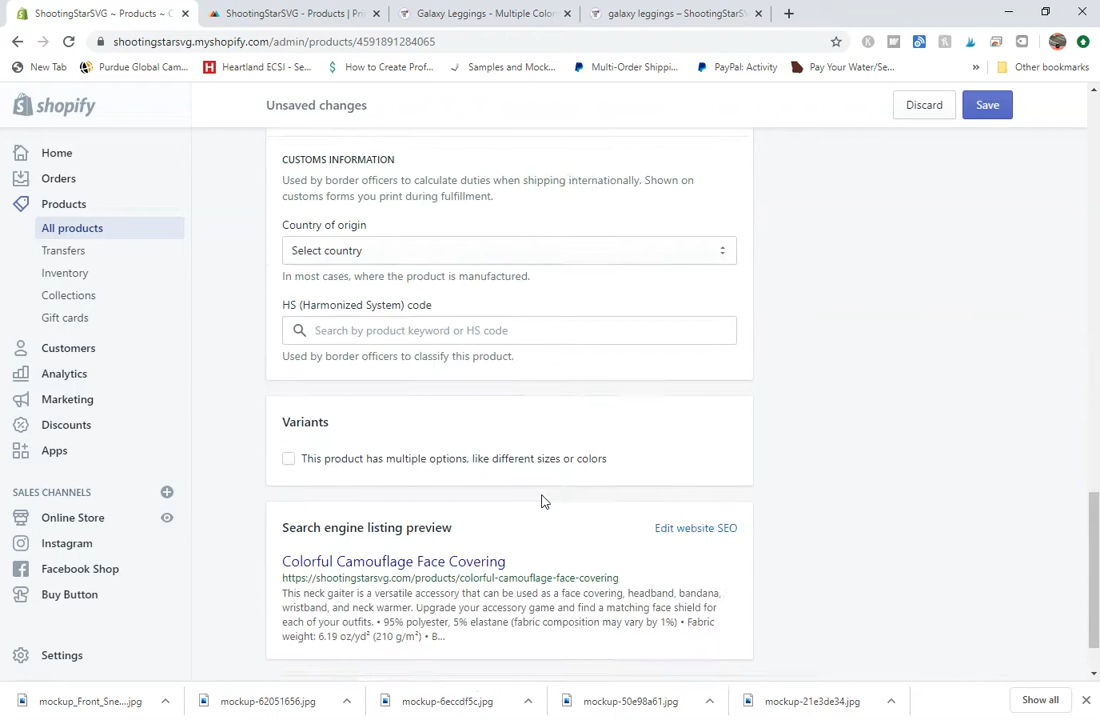 ShootingStarSVG ~ Products ~ C
ShootingStarSVG - Products | Pri
Galaxy Leggings - Multiple Color
galaxy leggings – ShootingStarSV
shootingstarsvg.myshopify.com/admin/products/4591891284065
New Tab
Purdue Global Cam...
Heartland ECSI - Se...
How to Create Prof...
Samples and Mock...
Multi-Order Shippi...
PayPal: Activity
Pay Your Water/Se...
»
Other bookmarks
shopify
Unsaved changes
Discard
Save
Home
Orders
Products
All products
Transfers
Inventory
Collections
Gift cards
Customers
Analytics
Marketing
Discounts
Apps
SALES CHANNELS
Online Store
Instagram
Facebook Shop
Buy Button
Settings
CUSTOMS INFORMATION
Used by border officers to calculate duties when shipping internationally. Shown on
customs forms you print during fulfillment.
Country of origin
Select country
In most cases, where the product is manufactured.
HS (Harmonized System) code
Search by product keyword or HS code
Used by border officers to classify this product.
Variants
This product has multiple options, like different sizes or colors
Search engine listing preview
Edit website SEO
Colorful Camouflage Face Covering
https://shootingstarsvg.com/products/colorful-camouflage-face-covering
This neck gaiter is a versatile accessory that can be used as a face covering, headband, bandana,
wristband, and neck warmer. Upgrade your accessory game and find a matching face shield for
each of your outfits. • 95% polyester, 5% elastane (fabric composition may vary by 1%) • Fabric
weight: 6.19 oz/yd² (210 g/m²) • B...
mockup_Front_Sne....jpg
mockup-62051656.jpg
mockup-6eccdf5c.jpg
mockup-50e98a61.jpg
mockup-21e3de34.jpg
Show all